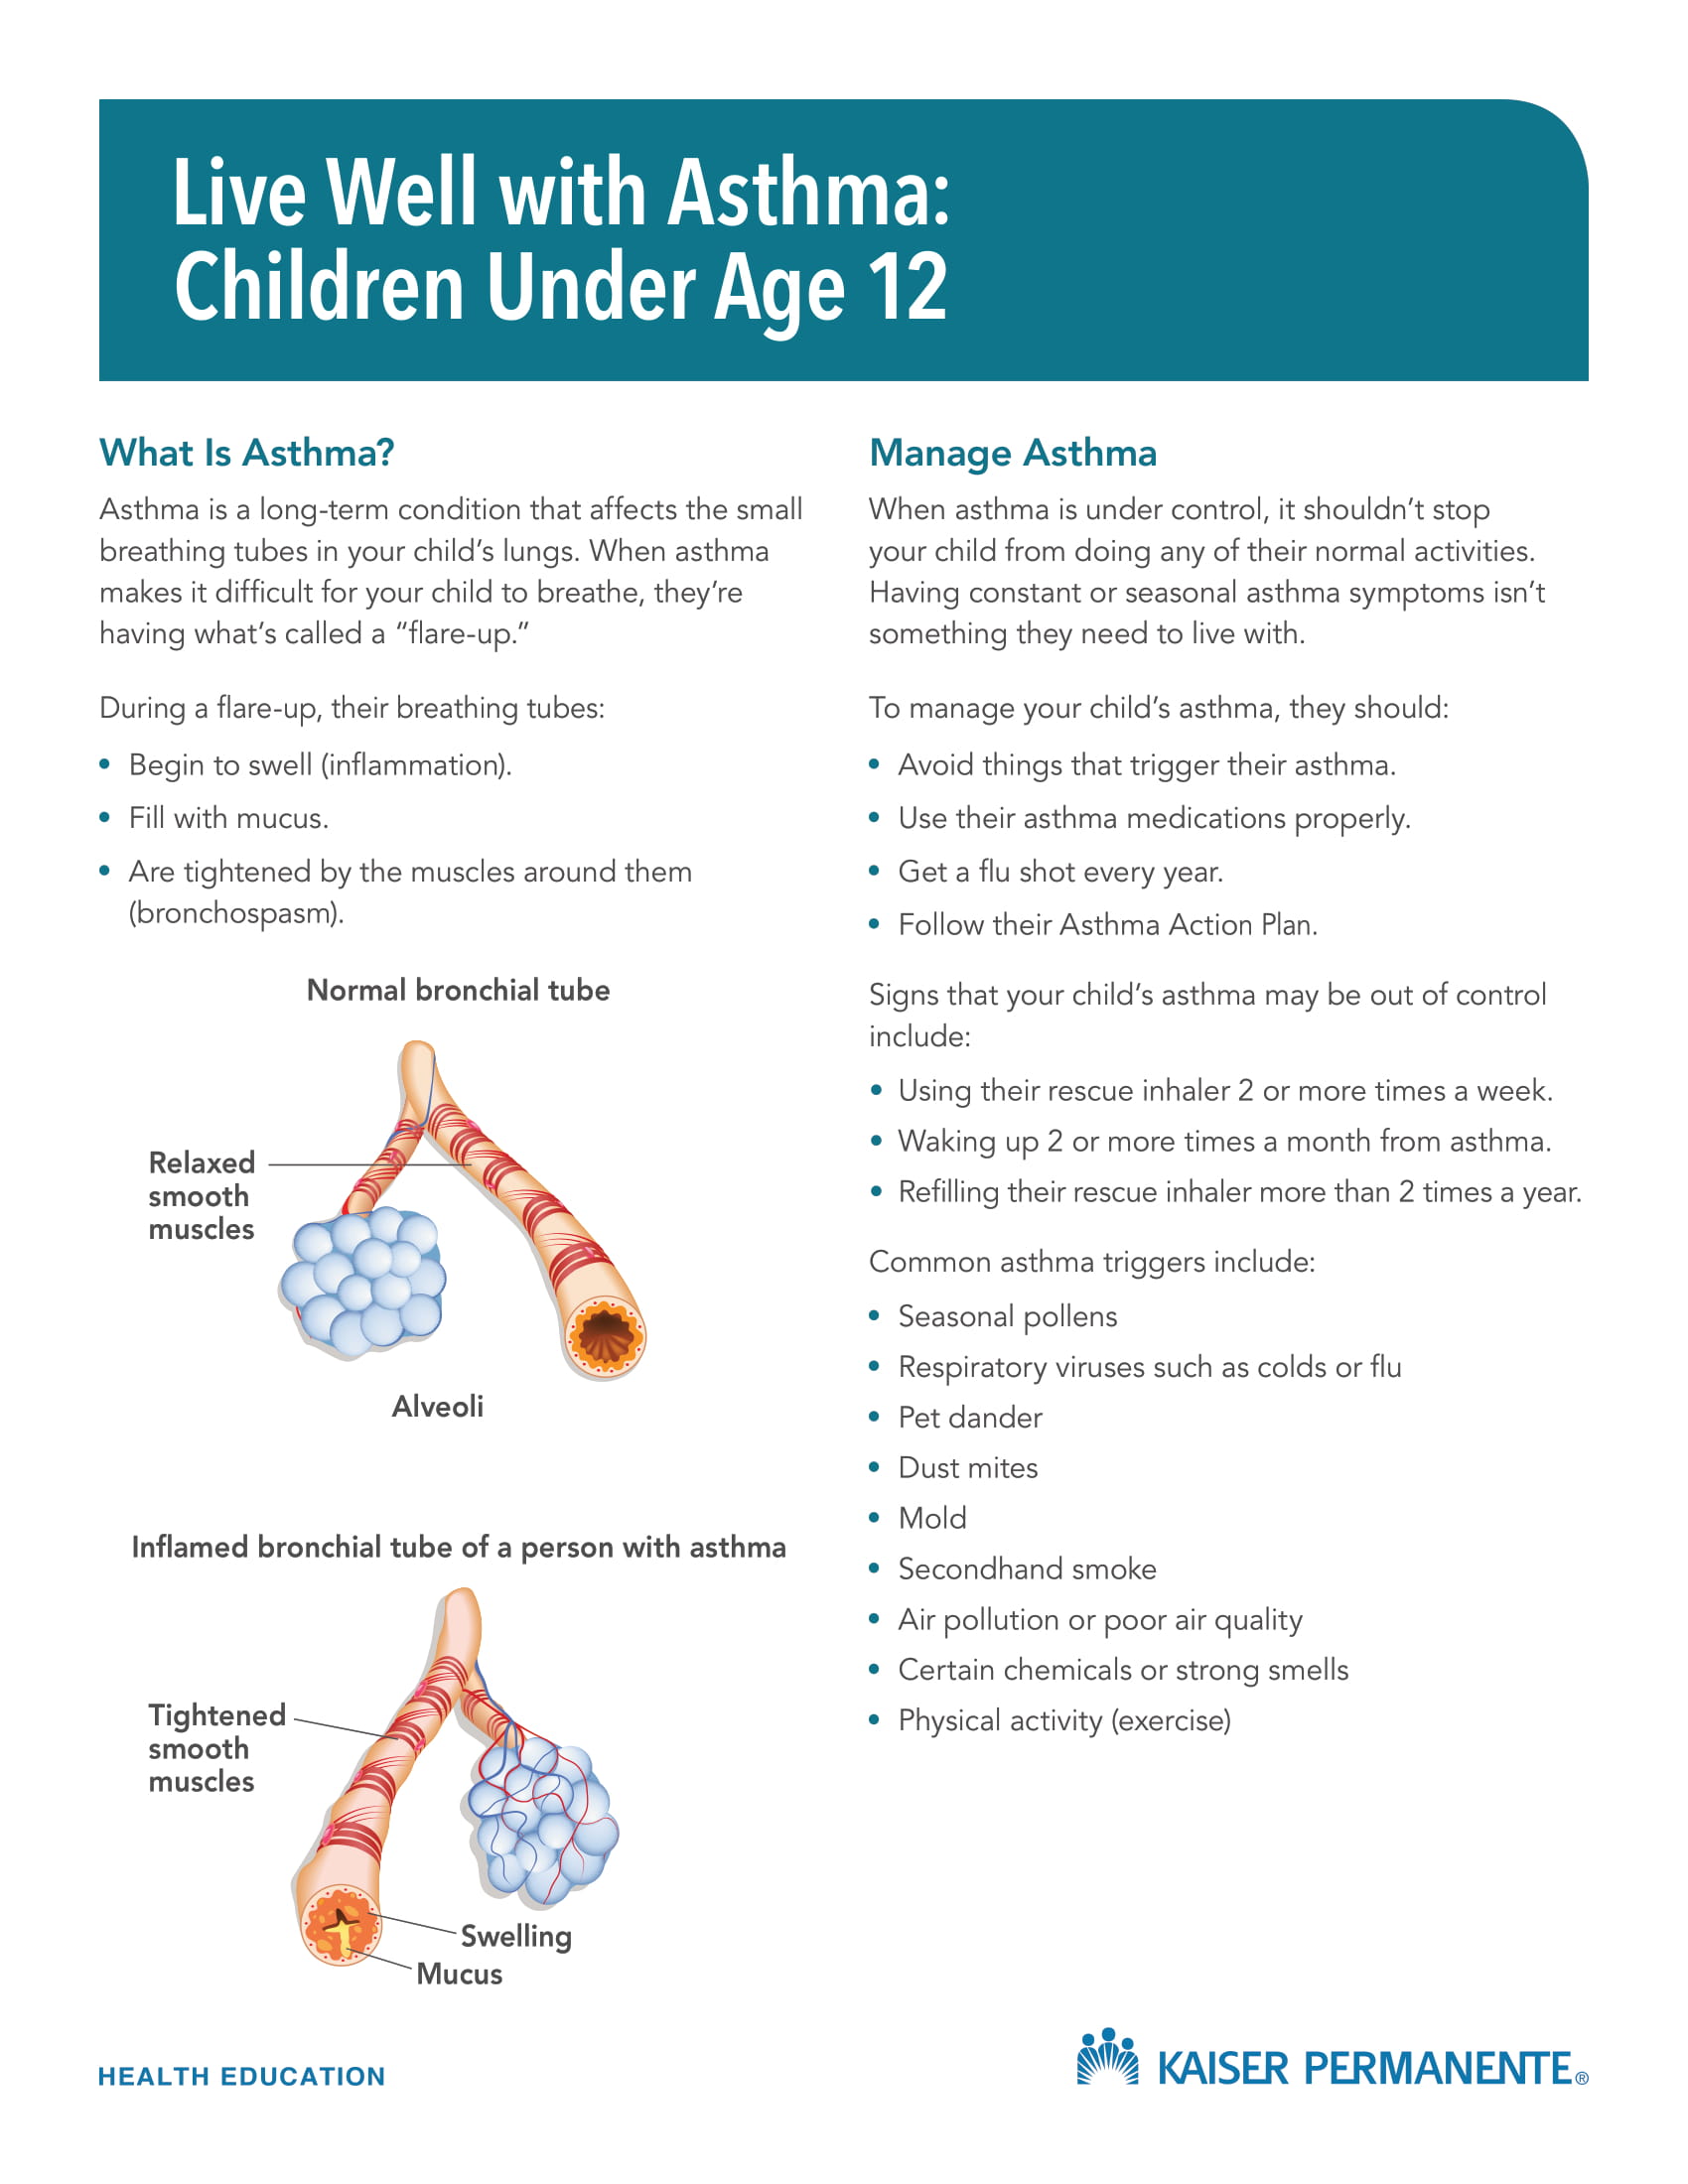 Live Well with Asthma:
Children Under Age 12
What Is Asthma?
Asthma is a long-term condition that affects the small
breathing tubes in your child’s lungs. When asthma
makes it difficult for your child to breathe, they’re
having what’s called a “flare-up.”
During a flare-up, their breathing tubes:
• Begin to swell (inflammation).
• Fill with mucus.
• Are tightened by the muscles around them
(bronchospasm).
Normal bronchial tube
Relaxed
smooth
muscles
Alveoli
Inflamed bronchial tube of a person with asthma
Tightened
smooth
muscles
Swelling
Mucus
Manage Asthma
When asthma is under control, it shouldn’t stop
your child from doing any of their normal activities.
Having constant or seasonal asthma symptoms isn’t
something they need to live with.
To manage your child’s asthma, they should:
• Avoid things that trigger their asthma.
• Use their asthma medications properly.
• Get a flu shot every year.
• Follow their Asthma Action Plan.
Signs that your child’s asthma may be out of control
include:
• Using their rescue inhaler 2 or more times a week.
• Waking up 2 or more times a month from asthma.
• Refilling their rescue inhaler more than 2 times a year.
Common asthma triggers include:
• Seasonal pollens
• Respiratory viruses such as colds or flu
• Pet dander
• Dust mites
• Mold
• Secondhand smoke
• Air pollution or poor air quality
• Certain chemicals or strong smells
• Physical activity (exercise)
HEALTH EDUCATION
KAISER PERMANENTE®